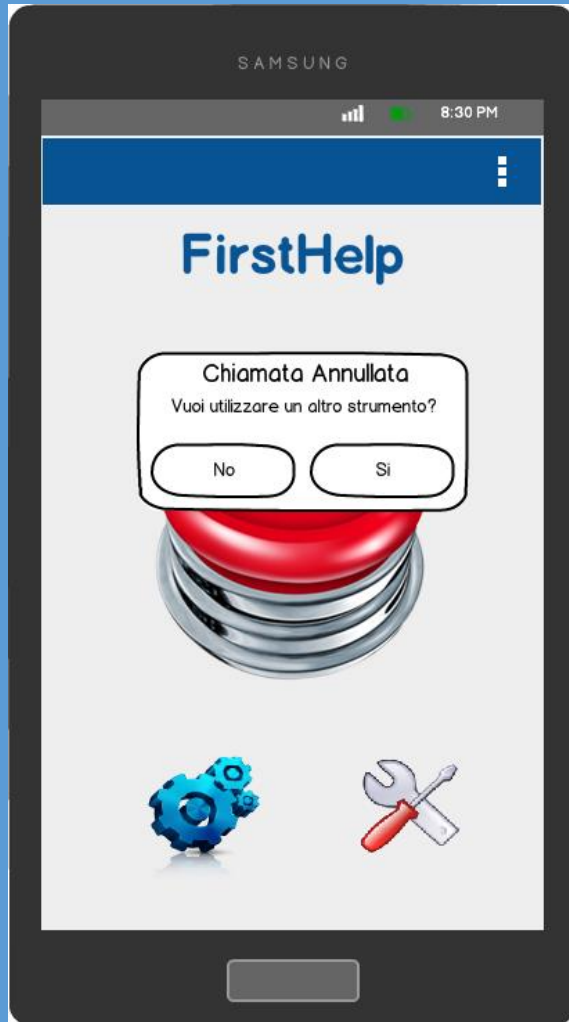 SAMSUNG
8:30 PM
FirstHelp
Chiamata Annullata
Vuoi utilizzare un altro strumento?
No
Si